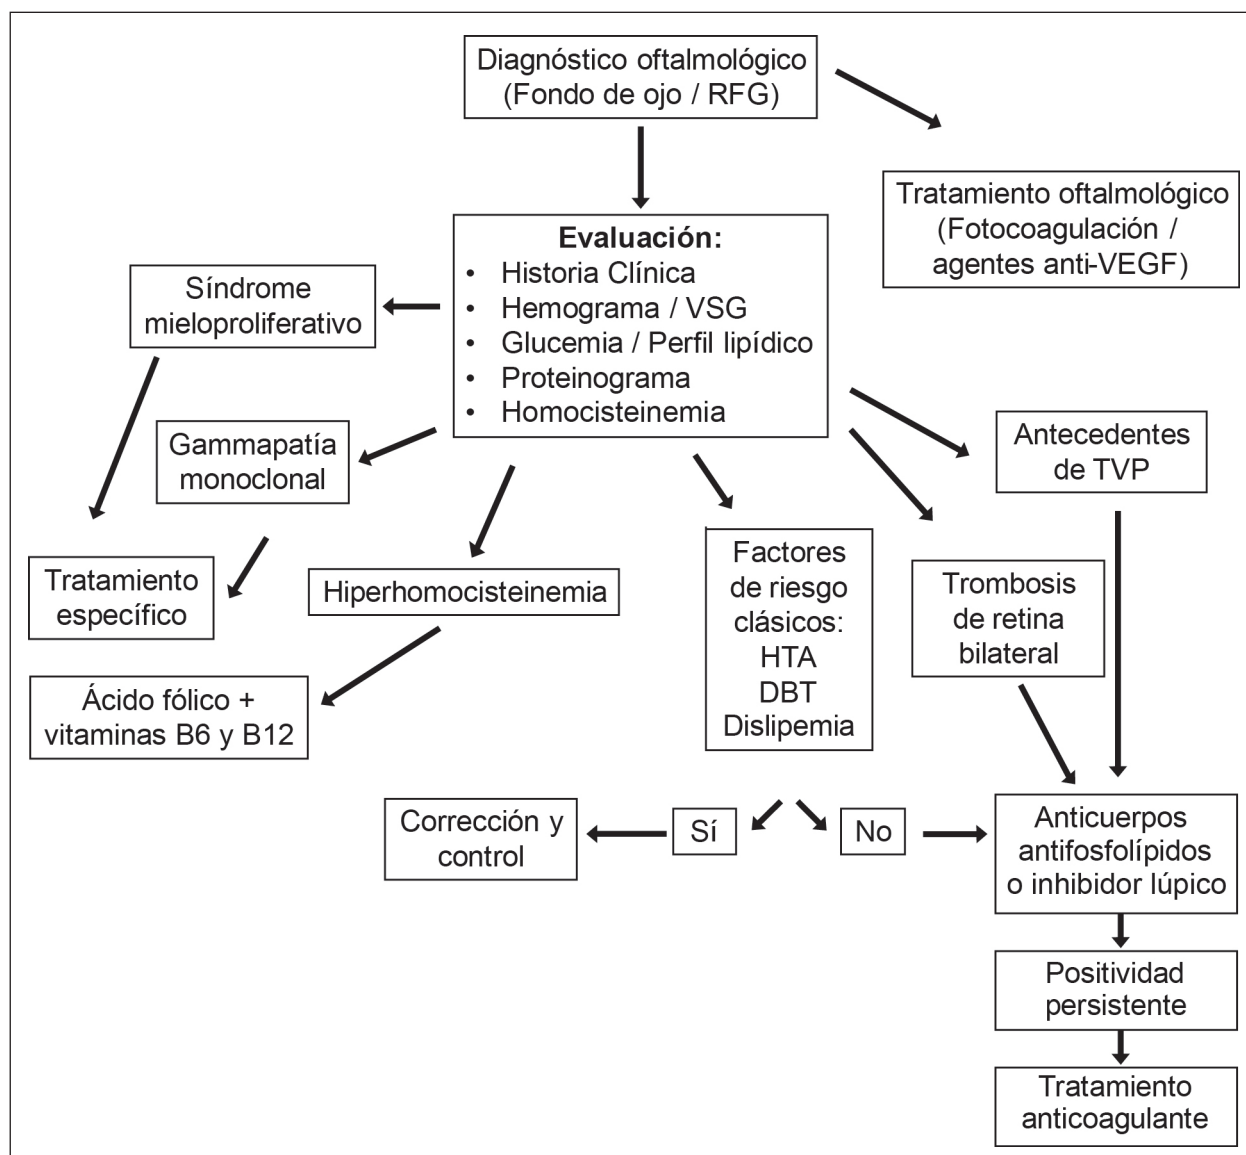 Diagnóstico oftalmológico
(Fondo de ojo / RFG)
Tratamiento oftalmológico
(Fotocoagulación /
agentes anti-VEGF)
Evaluación:
• Historia Clínica
• Hemograma / VSG
• Glucemia / Perfil lipídico
• Proteinograma
• Homocisteinemia
Síndrome
mieloproliferativo
Gammapatía
monoclonal
Antecedentes
de TVP
Tratamiento
específico
Hiperhomocisteinemia
Factores
de riesgo
clásicos:
HTA
DBT
Dislipemia
Trombosis
de retina
bilateral
Ácido fólico +
vitaminas B6 y B12
Corrección y
control
Sí
No
Anticuerpos
antifosfolípidos
o inhibidor lúpico
Positividad
persistente
Tratamiento
anticoagulante